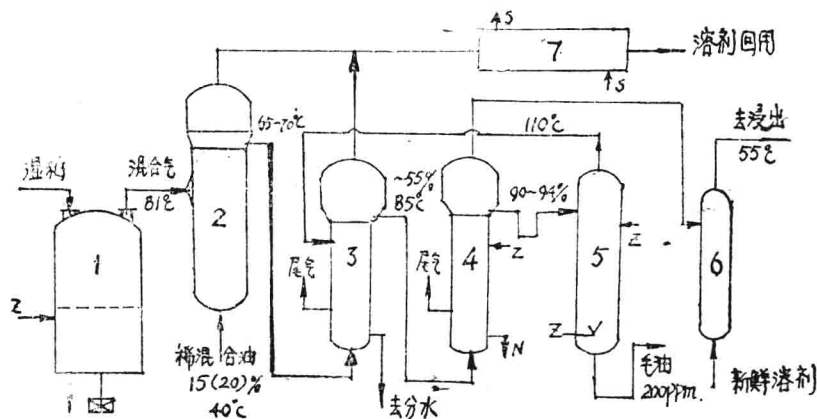 S
7
溶剂回用
S
65-70℃
110℃
去浸出
55℃
湿粕
混合气
81℃
2
~55%
85℃
90~94%
1
3
4
5
6
Z
Z
Z
尾气
尾气
Z
N
稀混合油
15(20)%
40℃
去分水
毛油
200ppm.
新鲜溶剂